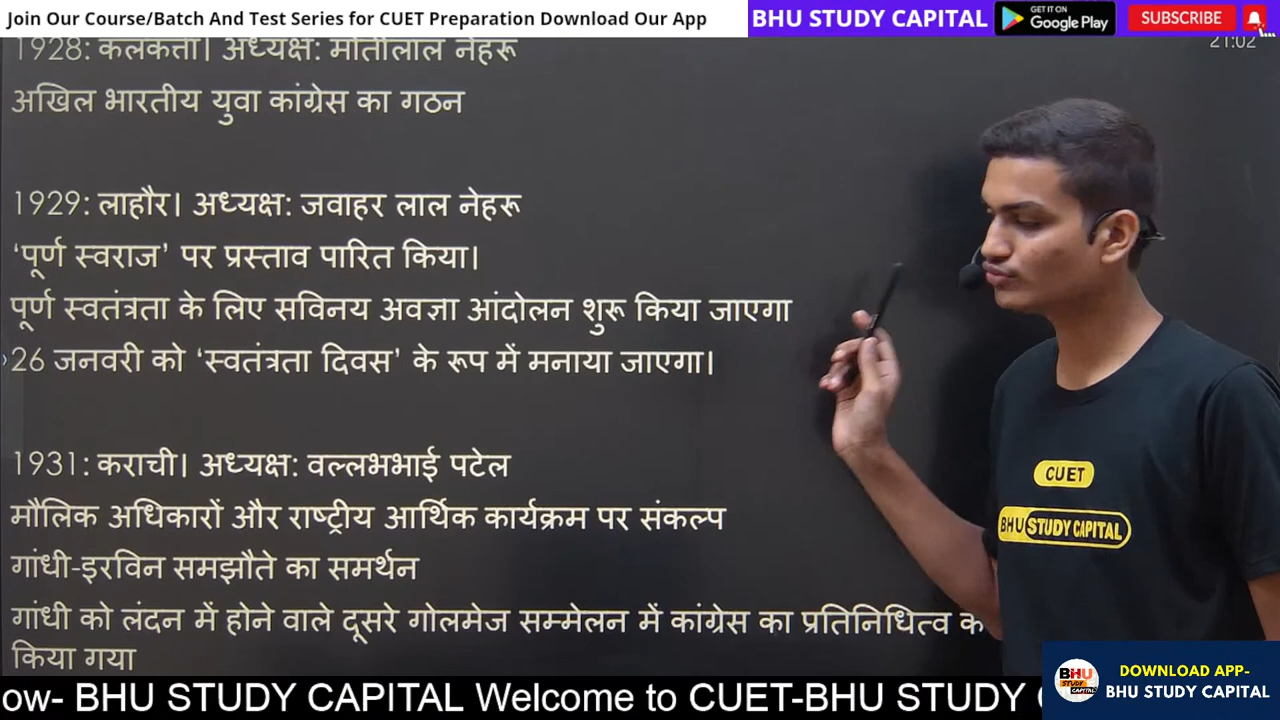 Join Our Course/Batch And Test Series for CUET Preparation Download Our App
BHU STUDY CAPITAL
GET IT ON
Google Play
SUBSCRIBE
21:02
1928: कलकत्ता। अध्यक्ष: मोतीलाल नेहरू
अखिल भारतीय युवा कांग्रेस का गठन
1929: लाहौर। अध्यक्ष: जवाहर लाल नेहरू
‘पूर्ण स्वराज’ पर प्रस्ताव पारित किया।
पूर्ण स्वतंत्रता के लिए सविनय अवज्ञा आंदोलन शुरू किया जाएगा
26 जनवरी को ‘स्वतंत्रता दिवस’ के रूप में मनाया जाएगा।
1931: कराची। अध्यक्ष: वल्लभभाई पटेल
मौलिक अधिकारों और राष्ट्रीय आर्थिक कार्यक्रम पर संकल्प
गांधी-इरविन समझौते का समर्थन
गांधी को लंदन में होने वाले दूसरे गोलमेज सम्मेलन में कांग्रेस का प्रतिनिधित्व
किया गया
CUET
BHU STUDY CAPITAL
BHU
STUDY
CAPITAL
DOWNLOAD APP-
BHU STUDY CAPITAL
ow- BHU STUDY CAPITAL Welcome to CUET-BHU STUDY